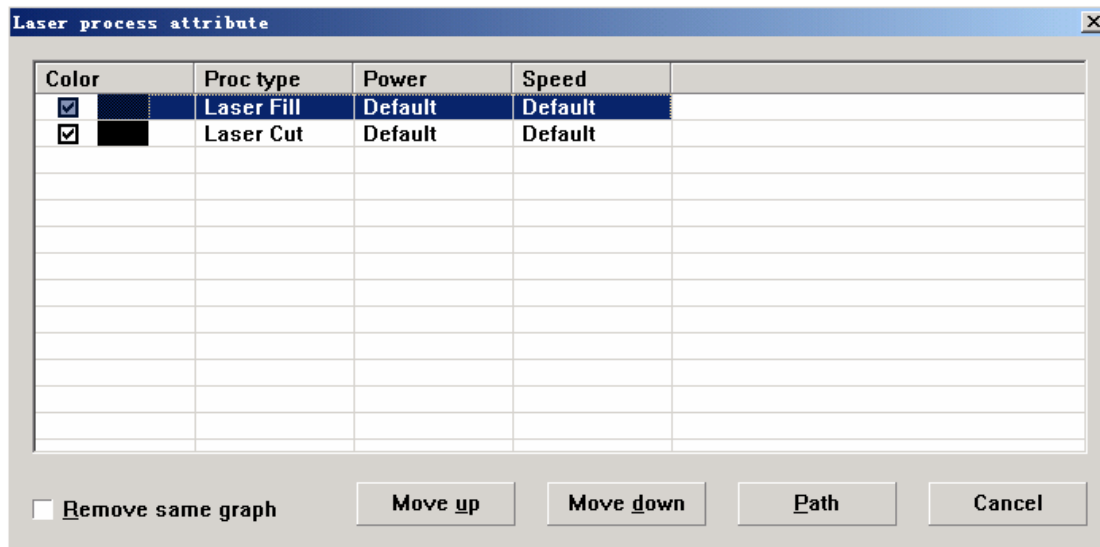 Laser process attribute
Color Proc type Power Speed
Laser Fill Default Default
Laser Cut Default Default
Remove same graph Move up Move down Path Cancel